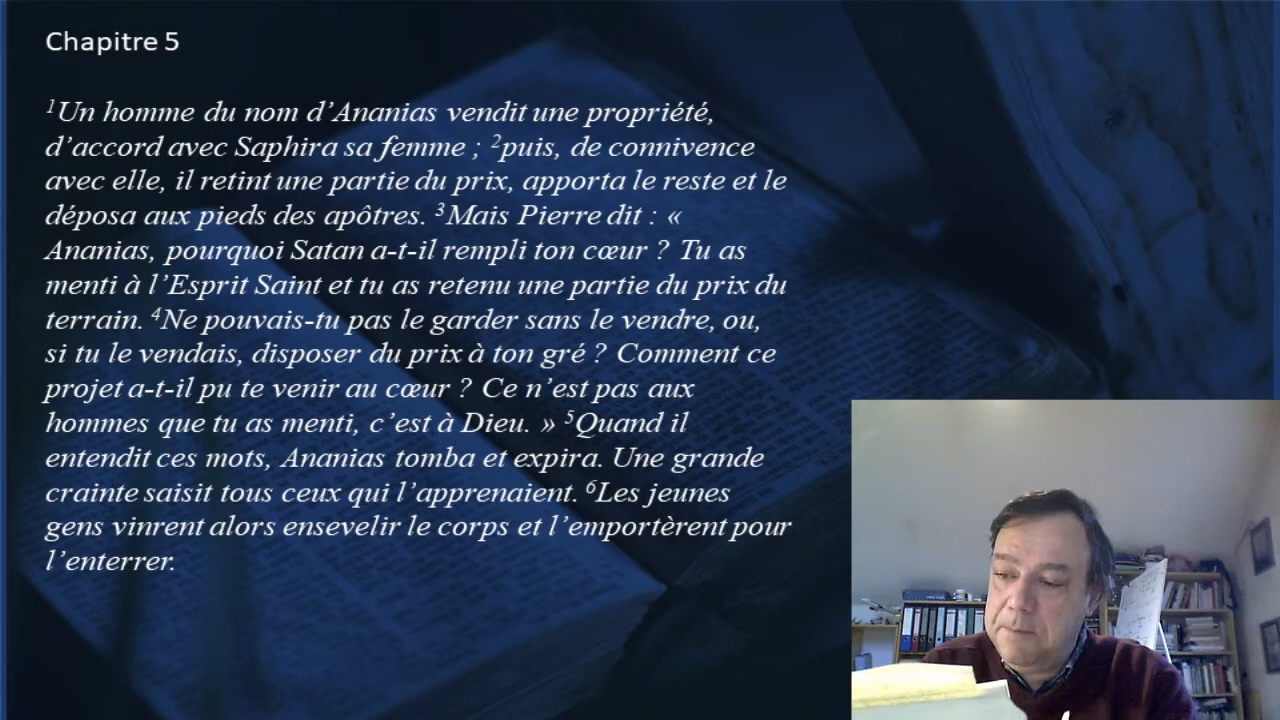 Chapitre 5
¹Un homme du nom d’Ananias vendit une propriété,
d’accord avec Saphira sa femme ; ²puis, de connivence
avec elle, il retint une partie du prix, apporta le reste et le
déposa aux pieds des apôtres. ³Mais Pierre dit : «
Ananias, pourquoi Satan a-t-il rempli ton cœur ? Tu as
menti à l’Esprit Saint et tu as retenu une partie du prix du
terrain. ⁴Ne pouvais-tu pas le garder sans le vendre, ou,
si tu le vendais, disposer du prix à ton gré ? Comment ce
projet a-t-il pu te venir au cœur ? Ce n’est pas aux
hommes que tu as menti, c’est à Dieu. » ⁵Quand il
entendit ces mots, Ananias tomba et expira. Une grande
crainte saisit tous ceux qui l’apprenaient. ⁶Les jeunes
gens vinrent alors ensevelir le corps et l’emportèrent pour
l’enterrer.